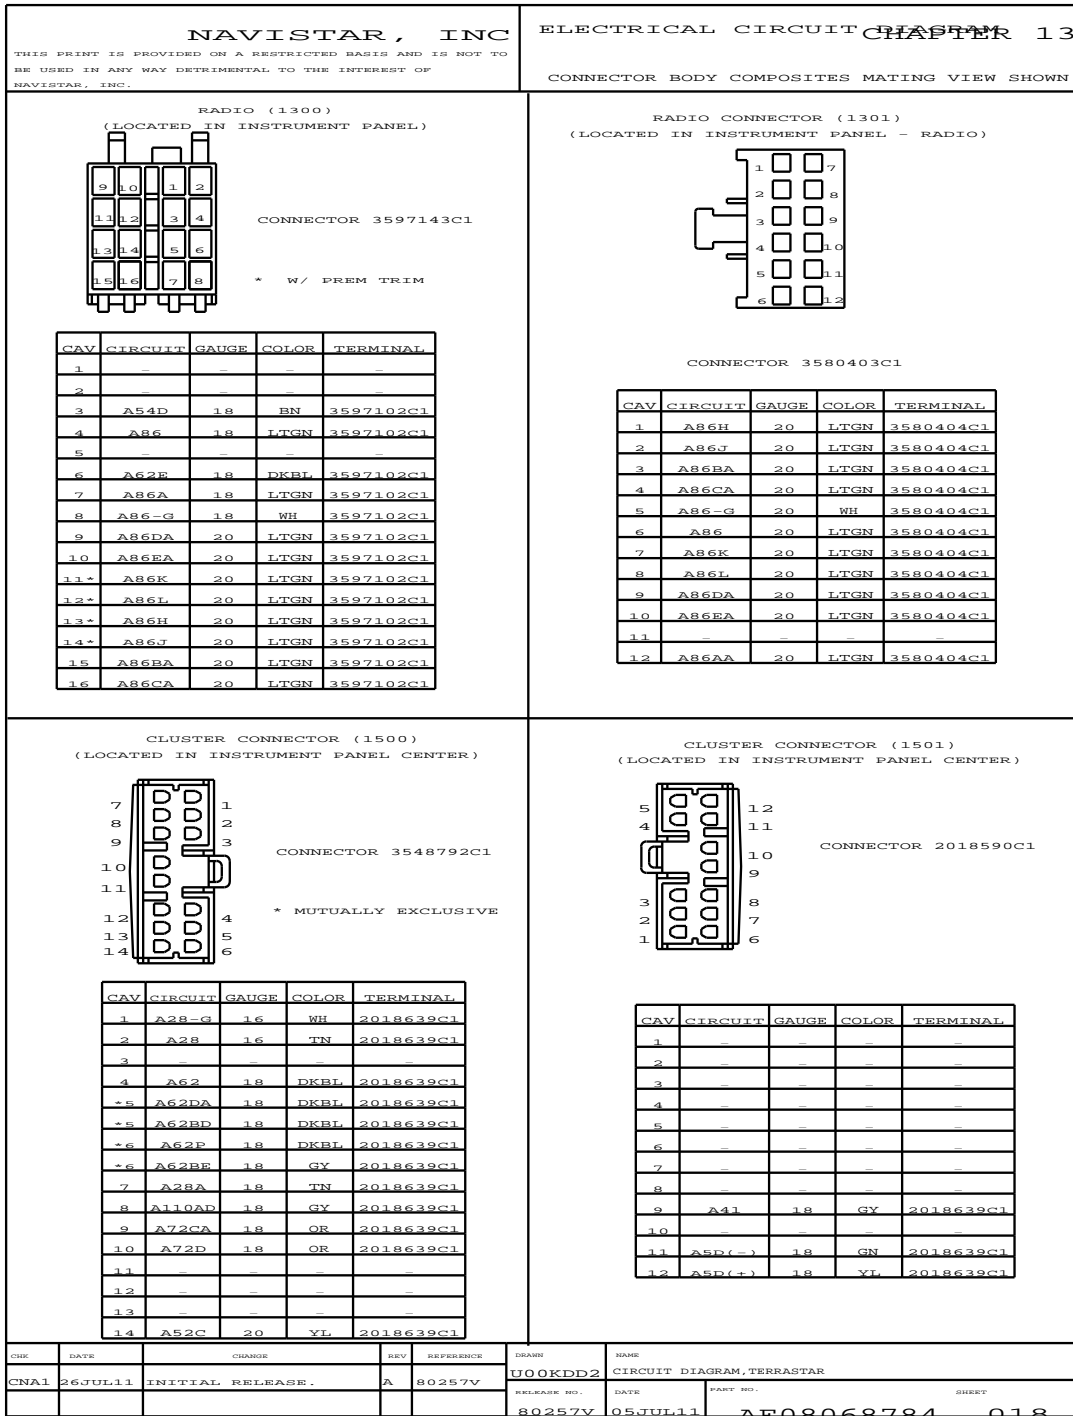 NAVISTAR, INC
THIS PRINT IS PROVIDED ON A RESTRICTED BASIS AND IS NOT TO
BE USED IN ANY WAY DETRIMENTAL TO THE INTEREST OF
NAVISTAR, INC.
ELECTRICAL CIRCUIT DIAGRAM
CHAPTER 13
CONNECTOR BODY COMPOSITES MATING VIEW SHOWN
RADIO (1300)
(LOCATED IN INSTRUMENT PANEL)
9 10 1 2
11 12 3 4
13 14 5 6
15 16 7 8
CONNECTOR 3597143C1
* W/ PREM TRIM
CAV CIRCUIT GAUGE COLOR TERMINAL
1 – – – –
2 – – – –
3 A54D 18 BN 3597102C1
4 A86 18 LTGN 3597102C1
5 – – – –
6 A62E 18 DKBL 3597102C1
7 A86A 18 LTGN 3597102C1
8 A86-G 18 WH 3597102C1
9 A86DA 20 LTGN 3597102C1
10 A86EA 20 LTGN 3597102C1
11* A86K 20 LTGN 3597102C1
12* A86L 20 LTGN 3597102C1
13* A86H 20 LTGN 3597102C1
14* A86J 20 LTGN 3597102C1
15 A86BA 20 LTGN 3597102C1
16 A86CA 20 LTGN 3597102C1
RADIO CONNECTOR (1301)
(LOCATED IN INSTRUMENT PANEL - RADIO)
1 7
2 8
3 9
4 10
5 11
6 12
CONNECTOR 3580403C1
CAV CIRCUIT GAUGE COLOR TERMINAL
1 A86H 20 LTGN 3580404C1
2 A86J 20 LTGN 3580404C1
3 A86BA 20 LTGN 3580404C1
4 A86CA 20 LTGN 3580404C1
5 A86-G 20 WH 3580404C1
6 A86 20 LTGN 3580404C1
7 A86K 20 LTGN 3580404C1
8 A86L 20 LTGN 3580404C1
9 A86DA 20 LTGN 3580404C1
10 A86EA 20 LTGN 3580404C1
11 – – – –
12 A86AA 20 LTGN 3580404C1
CLUSTER CONNECTOR (1500)
(LOCATED IN INSTRUMENT PANEL CENTER)
7 1
8 2
9 3
10
11
12 4
13 5
14 6
CONNECTOR 3548792C1
* MUTUALLY EXCLUSIVE
CAV CIRCUIT GAUGE COLOR TERMINAL
1 A28-G 16 WH 2018639C1
2 A28 16 TN 2018639C1
3 – – – –
4 A62 18 DKBL 2018639C1
*5 A62DA 18 DKBL 2018639C1
*5 A62BD 18 DKBL 2018639C1
*6 A62P 18 DKBL 2018639C1
*6 A62BE 18 GY 2018639C1
7 A28A 18 TN 2018639C1
8 A110AD 18 GY 2018639C1
9 A72CA 18 OR 2018639C1
10 A72D 18 OR 2018639C1
11 – – – –
12 – – – –
13 – – – –
14 A52C 20 YL 2018639C1
CLUSTER CONNECTOR (1501)
(LOCATED IN INSTRUMENT PANEL CENTER)
5 12
4 11
10
9
3 8
2 7
1 6
CONNECTOR 2018590C1
CAV CIRCUIT GAUGE COLOR TERMINAL
1 – – – –
2 – – – –
3 – – – –
4 – – – –
5 – – – –
6 – – – –
7 – – – –
8 – – – –
9 A41 18 GY 2018639C1
10 – – – –
11 A5D(-) 18 GN 2018639C1
12 A5D(+) 18 YL 2018639C1
CHK DATE CHANGE REV REFERENCE
CNA1 26JUL11 INITIAL RELEASE. A 80257V
DRAWN NAME
U00KDD2 CIRCUIT DIAGRAM,TERRASTAR
RELEASE NO. DATE PART NO. SHEET
80257V 05JUL11 AF08068784 018